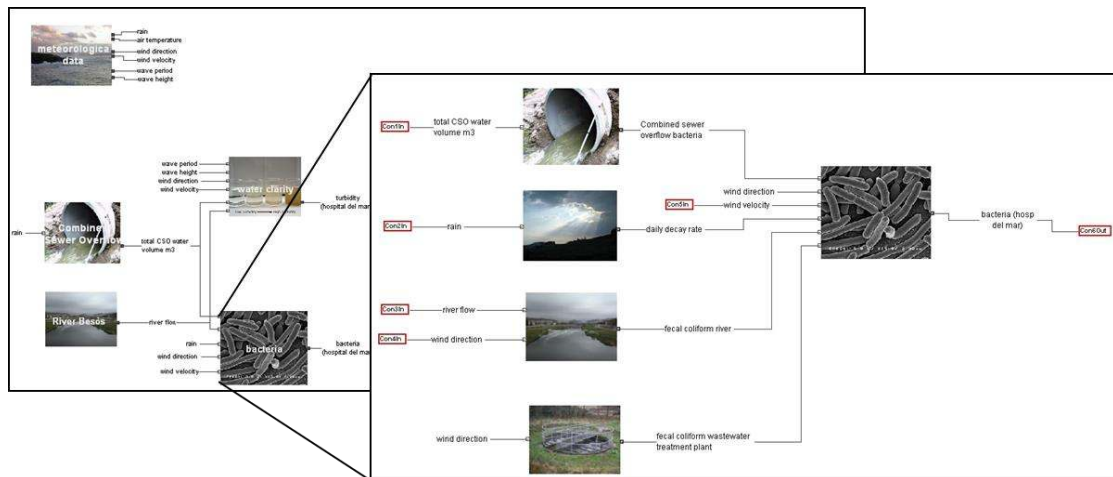 meteorologica
data
rain
air temperature
wind direction
wind velocity
wave period
wave height
wave period
wave height
wind direction
wind velocity
water clarity
turbidity
(hospital del mar
rain
Combine
Sewer Overflow
total CSO water
volume m3
River Besós
river flow
rain
wind direction
wind velocity
bacteria
bacteria
(hospital del mar
Con1In
total CSO water
volume m3
Combined sewer
overflow bacteria
Con2In
rain
daily decay rate
wind direction
Con5In
wind velocity
bacteria (hosp
del mar)
Con6Out
Con3In
river flow
Con4In
wind direction
fecal coliform river
wind direction
fecal coliform wastewater
treatment plant